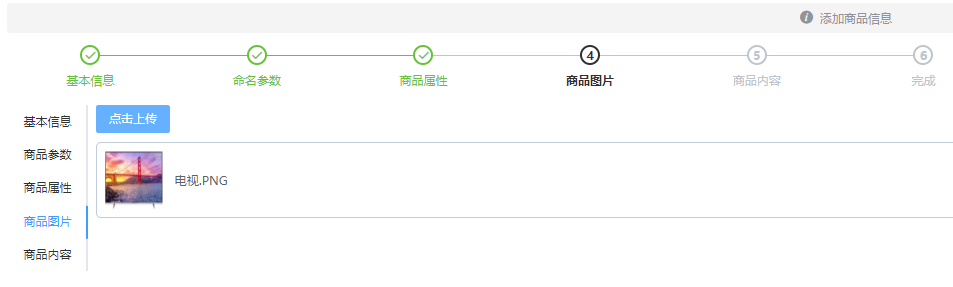 添加商品信息
4 5 6
基本信息 命名参数 商品属性 商品图片 商品内容 完成
基本信息
点击上传
商品参数
商品属性
电视.PNG
商品图片
商品内容